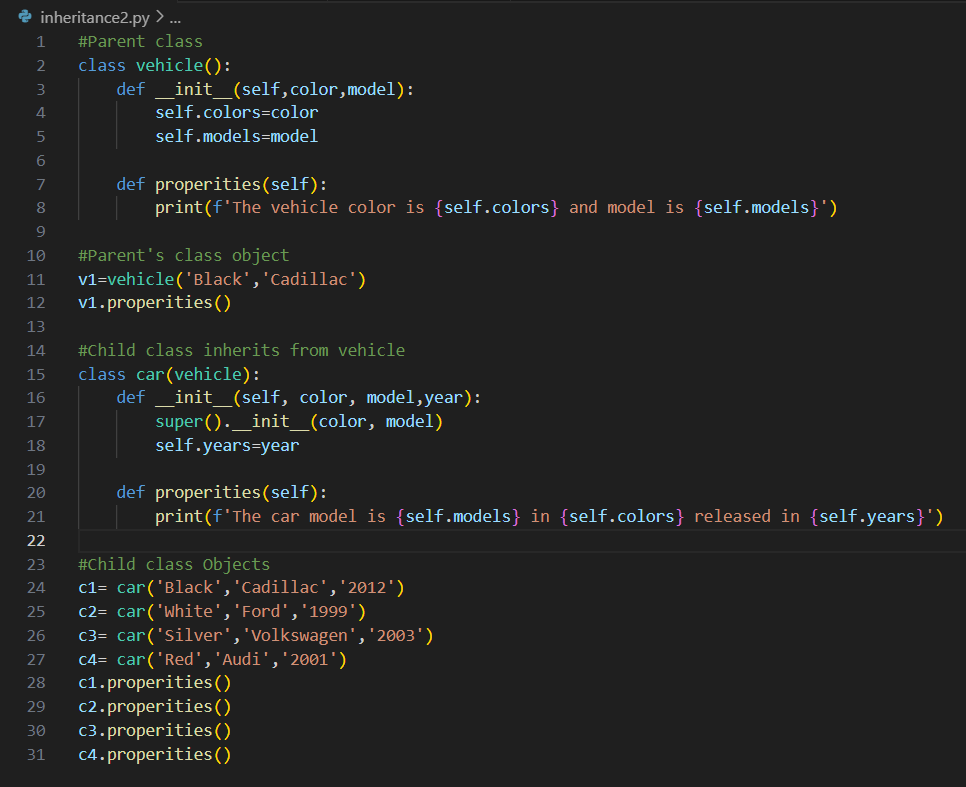 inheritance2.py > ...
1 #Parent class
2 class vehicle():
3     def __init__(self,color,model):
4         self.colors=color
5         self.models=model
6
7     def properities(self):
8         print(f'The vehicle color is {self.colors} and model is {self.models}')
9
10 #Parent's class object
11 v1=vehicle('Black','Cadillac')
12 v1.properities()
13
14 #Child class inherits from vehicle
15 class car(vehicle):
16     def __init__(self, color, model,year):
17         super().__init__(color, model)
18         self.years=year
19
20     def properities(self):
21         print(f'The car model is {self.models} in {self.colors} released in {self.years}')
22
23 #Child class Objects
24 c1= car('Black','Cadillac','2012')
25 c2= car('White','Ford','1999')
26 c3= car('Silver','Volkswagen','2003')
27 c4= car('Red','Audi','2001')
28 c1.properities()
29 c2.properities()
30 c3.properities()
31 c4.properities()